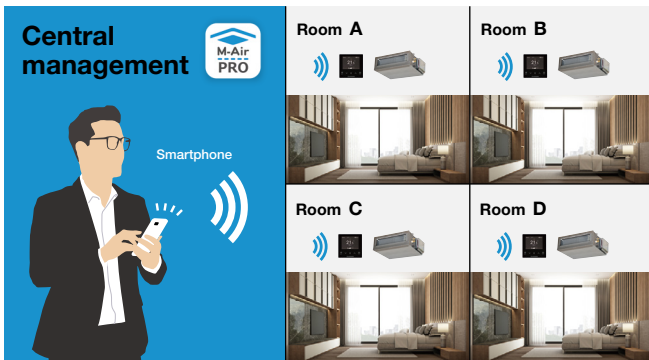 Central
management
M-Air
PRO
Smartphone
Room A
Room B
Room C
Room D